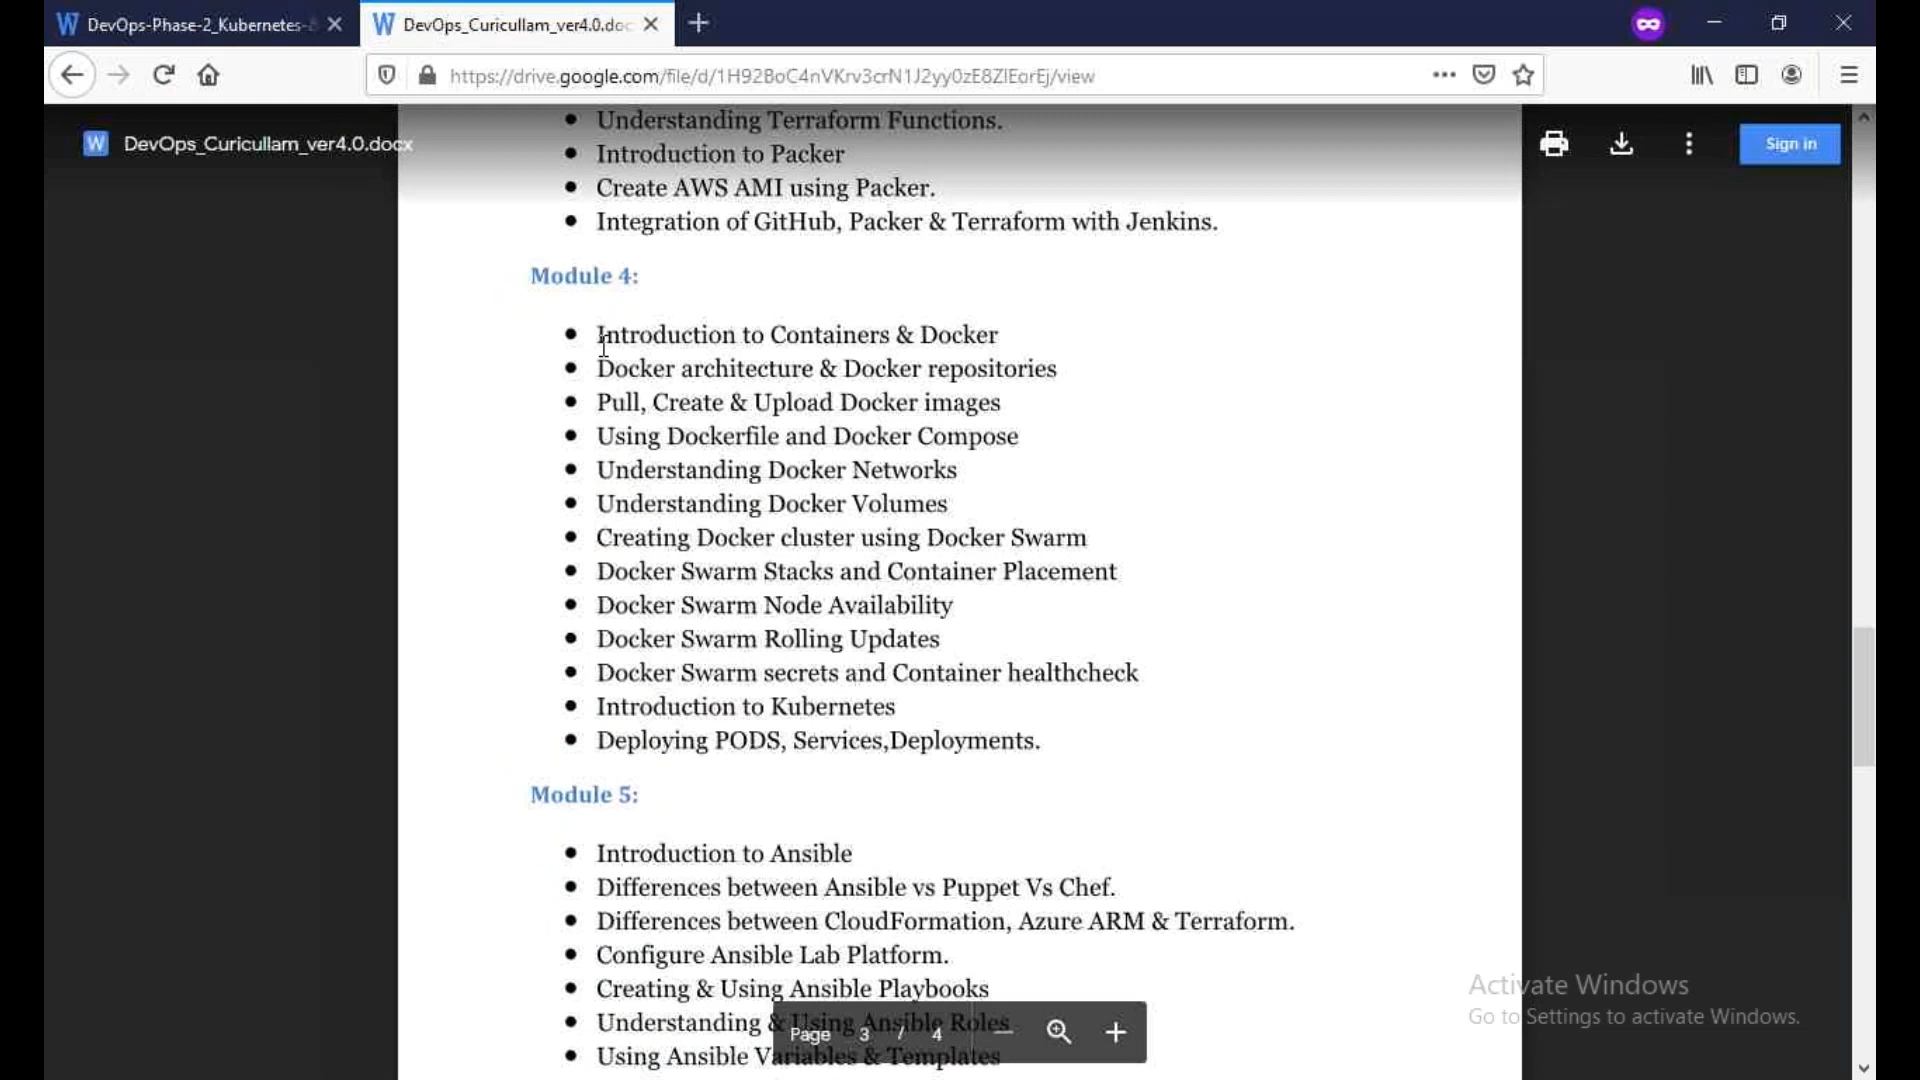 DevOps-Phase-2_Kubernetes-
DevOps_Curicullam_ver4.0.doc
https://drive.google.com/file/d/1H92BoC4nVKrv3crN1J2yy0zE8ZlEorEj/view
DevOps_Curicullam_ver4.0.docx
Sign in
• Understanding Terraform Functions.
• Introduction to Packer
• Create AWS AMI using Packer.
• Integration of GitHub, Packer & Terraform with Jenkins.
Module 4:
• Introduction to Containers & Docker
• Docker architecture & Docker repositories
• Pull, Create & Upload Docker images
• Using Dockerfile and Docker Compose
• Understanding Docker Networks
• Understanding Docker Volumes
• Creating Docker cluster using Docker Swarm
• Docker Swarm Stacks and Container Placement
• Docker Swarm Node Availability
• Docker Swarm Rolling Updates
• Docker Swarm secrets and Container healthcheck
• Introduction to Kubernetes
• Deploying PODS, Services,Deployments.
Module 5:
• Introduction to Ansible
• Differences between Ansible vs Puppet Vs Chef.
• Differences between CloudFormation, Azure ARM & Terraform.
• Configure Ansible Lab Platform.
• Creating & Using Ansible Playbooks
• Understanding & Using Ansible Roles
• Using Ansible Variables & Templates
Page 3 / 4
Activate Windows
Go to Settings to activate Windows.